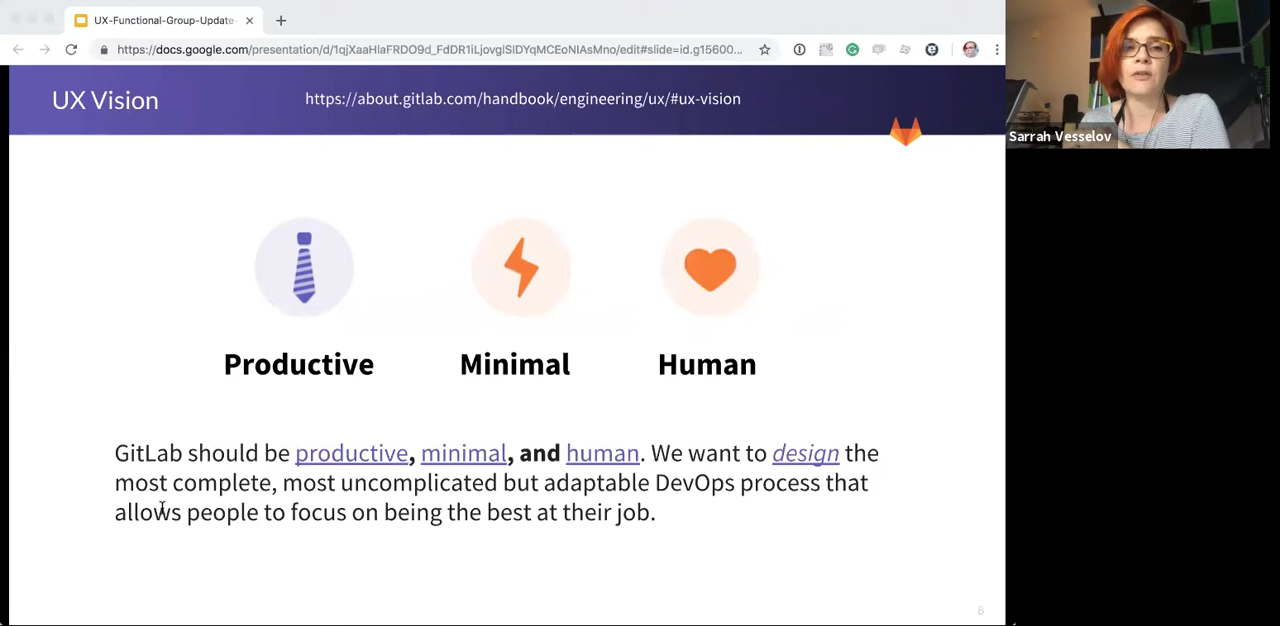 UX-Functional-Group-Update
https://docs.google.com/presentation/d/1qjXaaHlaFRDO9d_FdDR1iLjovglSlDYqMCEoNIAsMno/edit#slide=id.g15600...
UX Vision
https://about.gitlab.com/handbook/engineering/ux/#ux-vision
Sarrah Vesselov
Productive
Minimal
Human
GitLab should be productive, minimal, and human. We want to design the
most complete, most uncomplicated but adaptable DevOps process that
allows people to focus on being the best at their job.
8